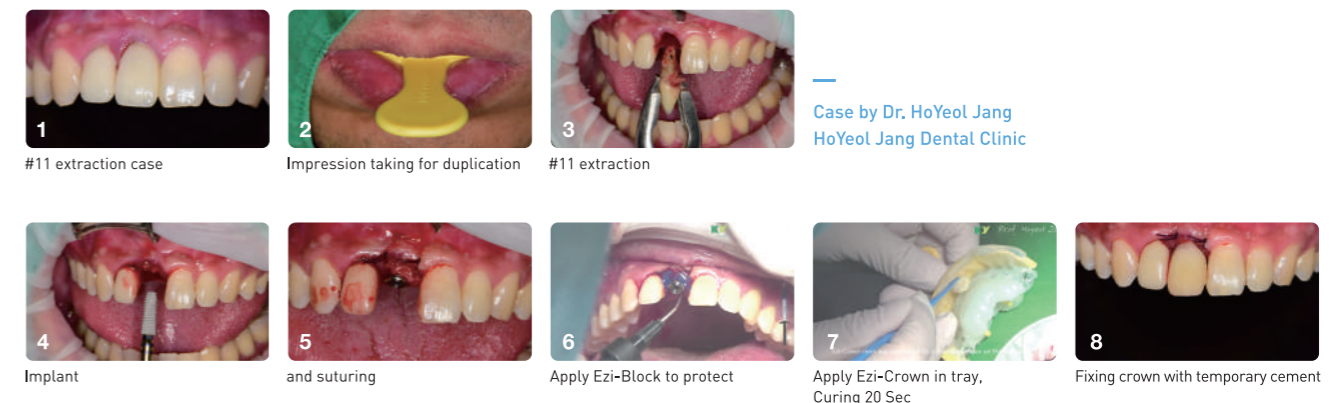 1
#11 extraction case
2
Impression taking for duplication
3
#11 extraction
Case by Dr. HoYeol Jang
HoYeol Jang Dental Clinic
4
Implant
5
and suturing
6
Apply Ezi-Block to protect
7
Apply Ezi-Crown in tray,
Curing 20 Sec
8
Fixing crown with temporary cement